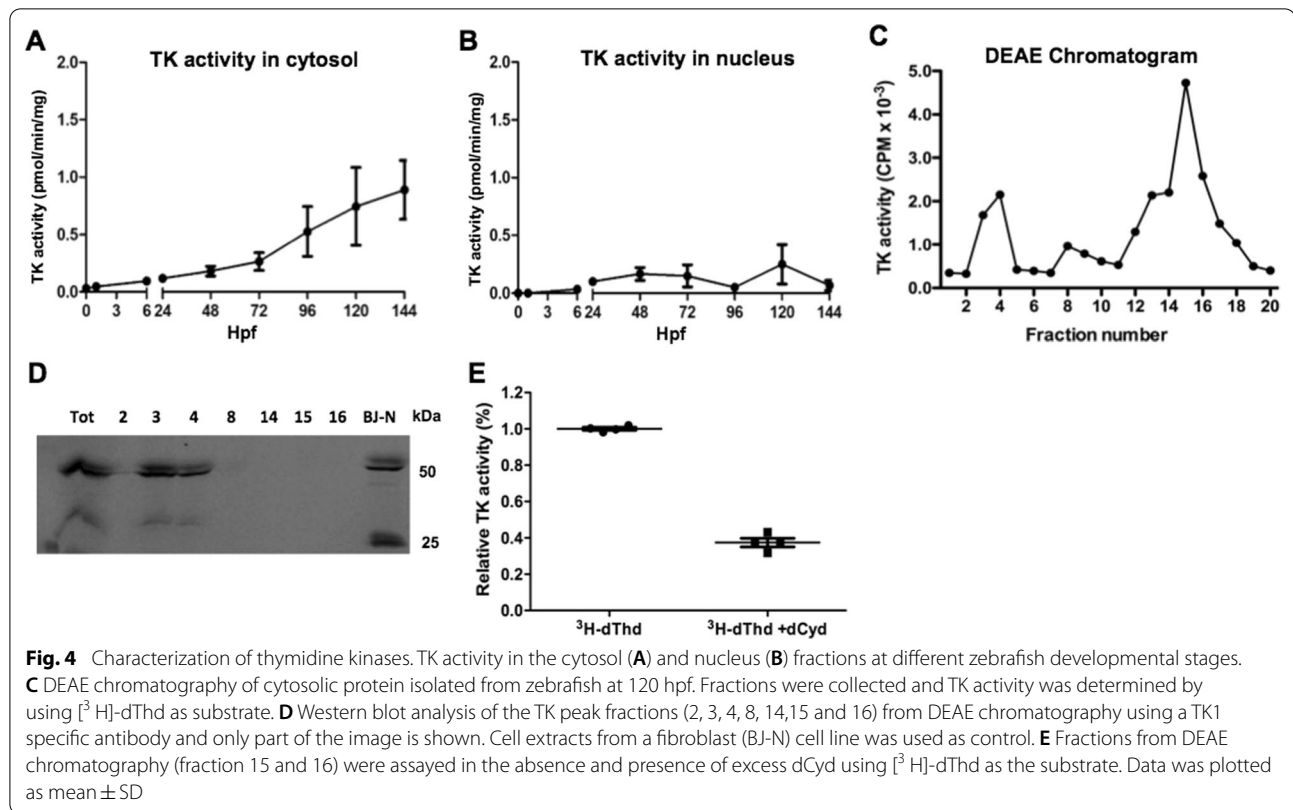 A
TK activity in cytosol
TK activity (pmol/min/mg)
2.0
1.5
1.0
0.5
0.0
0 3 6 24 48 72 96 120 144
Hpf
B
TK activity in nucleus
TK activity (pmol/min/mg)
2.0
1.5
1.0
0.5
0.0
0 3 6 24 48 72 96 120 144
Hpf
C
DEAE Chromatogram
TK activity (CPM x 10⁻³)
5.0
4.0
3.0
2.0
1.0
0.0
2 4 6 8 10 12 14 16 18 20
Fraction number
D
Tot 2 3 4 8 14 15 16 BJ-N kDa
50
25
E
Relative TK activity (%)
1.2
1.0
0.8
0.6
0.4
0.2
0.0
³H-dThd ³H-dThd +dCyd
Fig. 4 Characterization of thymidine kinases. TK activity in the cytosol (A) and nucleus (B) fractions at different zebrafish developmental stages.
C DEAE chromatography of cytosolic protein isolated from zebrafish at 120 hpf. Fractions were collected and TK activity was determined by
using [³ H]-dThd as substrate. D Western blot analysis of the TK peak fractions (2, 3, 4, 8, 14,15 and 16) from DEAE chromatography using a TK1
specific antibody and only part of the image is shown. Cell extracts from a fibroblast (BJ-N) cell line was used as control. E Fractions from DEAE
chromatography (fraction 15 and 16) were assayed in the absence and presence of excess dCyd using [³ H]-dThd as the substrate. Data was plotted
as mean ± SD